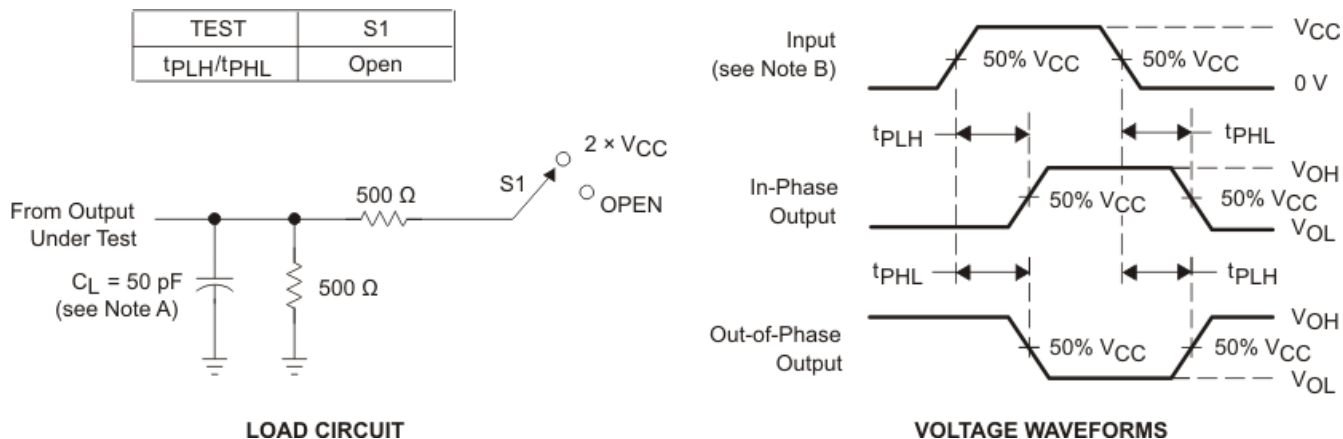 TEST S1
tPLH/tPHL Open
From Output
Under Test
CL = 50 pF
(see Note A)
500 Ω
500 Ω
S1
2 × VCC
OPEN
LOAD CIRCUIT
Input
(see Note B)
50% VCC
50% VCC
VCC
0 V
tPLH
tPHL
In-Phase
Output
50% VCC
50% VCC
VOH
VOL
tPHL
tPLH
Out-of-Phase
Output
50% VCC
50% VCC
VOH
VOL
VOLTAGE WAVEFORMS